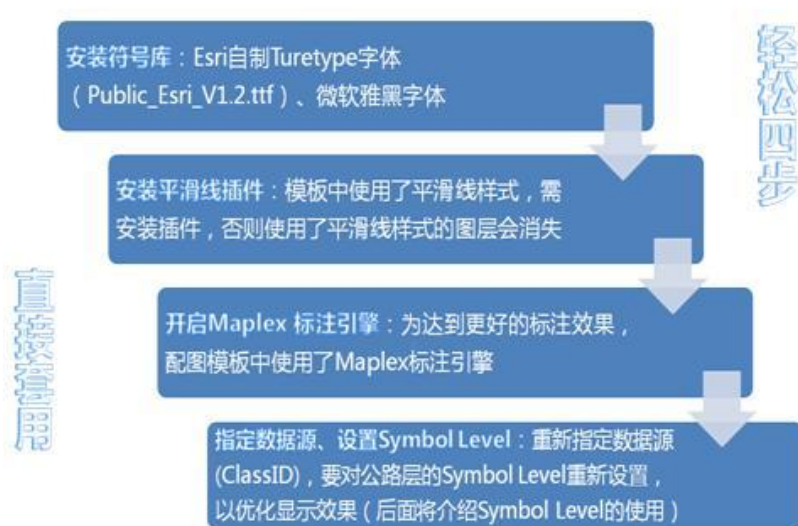 轻松四步
安装符号库：Esri自制Turetype字体
（Public_Esri_V1.2.ttf）、微软雅黑字体
安装平滑线插件：模板中使用了平滑线样式，需
安装插件，否则使用了平滑线样式的图层会消失
直接套用
开启Maplex 标注引擎：为达到更好的标注效果，
配图模板中使用了Maplex标注引擎
指定数据源、设置Symbol Level：重新指定数据源
(ClassID)，要对公路层的Symbol Level重新设置，
以优化显示效果（后面将介绍Symbol Level的使用）